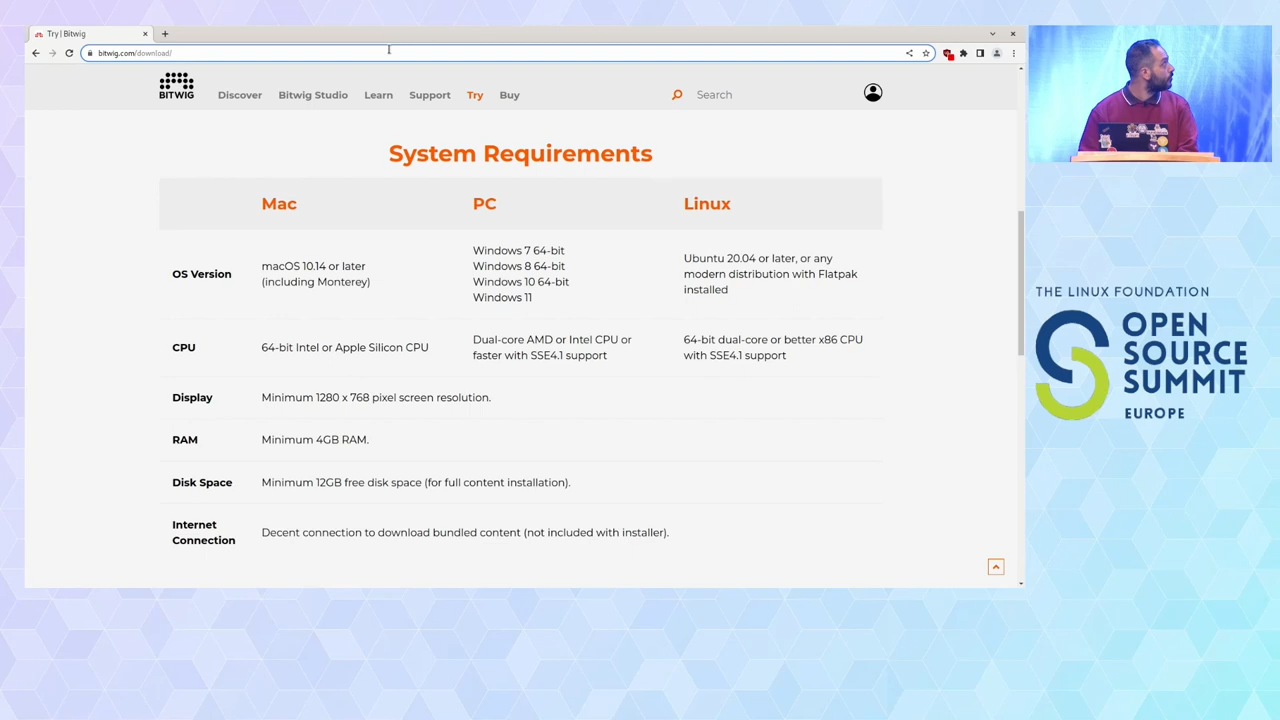 Try | Bitwig
bitwig.com/download/
BITWIG
Discover
Bitwig Studio
Learn
Support
Try
Buy
Search
System Requirements
Mac
PC
Linux
OS Version
macOS 10.14 or later
(including Monterey)
Windows 7 64-bit
Windows 8 64-bit
Windows 10 64-bit
Windows 11
Ubuntu 20.04 or later, or any
modern distribution with Flatpak
installed
CPU
64-bit Intel or Apple Silicon CPU
Dual-core AMD or Intel CPU or
faster with SSE4.1 support
64-bit dual-core or better x86 CPU
with SSE4.1 support
Display
Minimum 1280 x 768 pixel screen resolution.
RAM
Minimum 4GB RAM.
Disk Space
Minimum 12GB free disk space (for full content installation).
Internet
Connection
Decent connection to download bundled content (not included with installer).
THE LINUX FOUNDATION
OPEN
SOURCE
SUMMIT
EUROPE